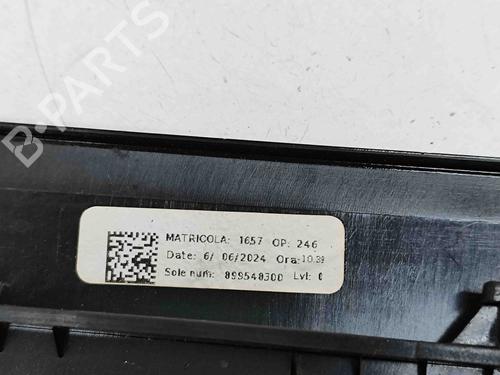 B-PARTS
MATRICOLA: 1657 OP: 246
Date: 6/ 06/2024 Ora:10.39
Sole num: 899548300 Lvl: 0